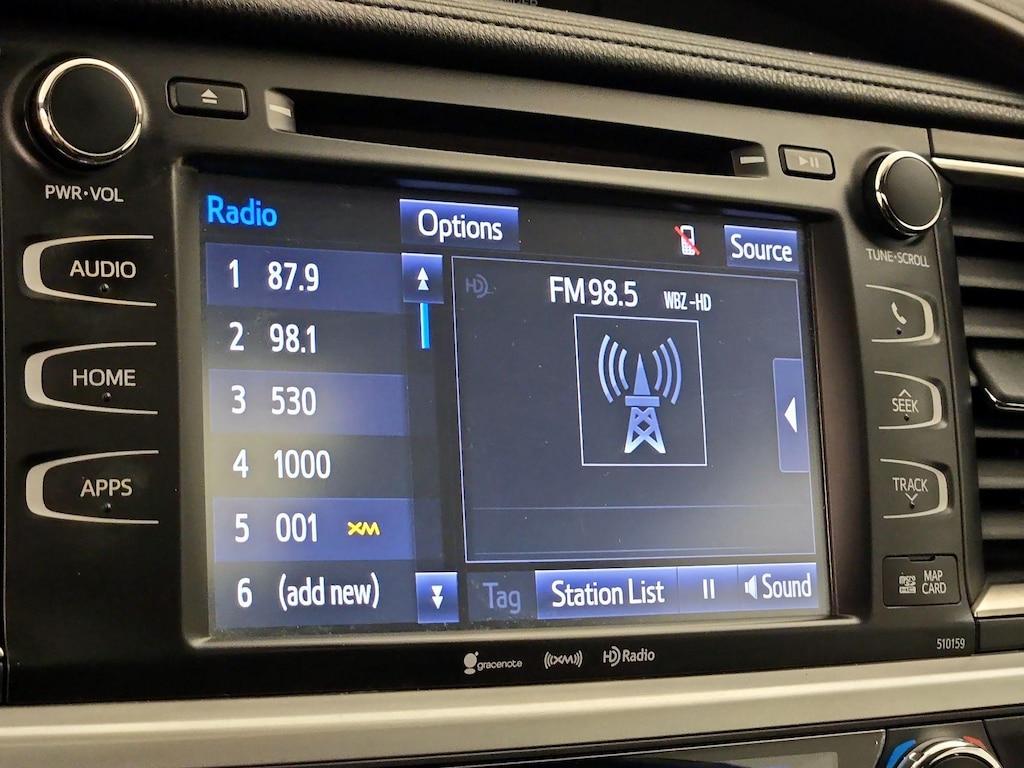 PWR·VOL
AUDIO
HOME
APPS
Radio
Options
Source
1 87.9
2 98.1
3 530
4 1000
5 001 XM
6 (add new)
HD
FM 98.5 WBZ-HD
Tag
Station List
Sound
TUNE·SCROLL
SEEK
TRACK
MAP
CARD
510159
gracenote
((XM))
HD Radio